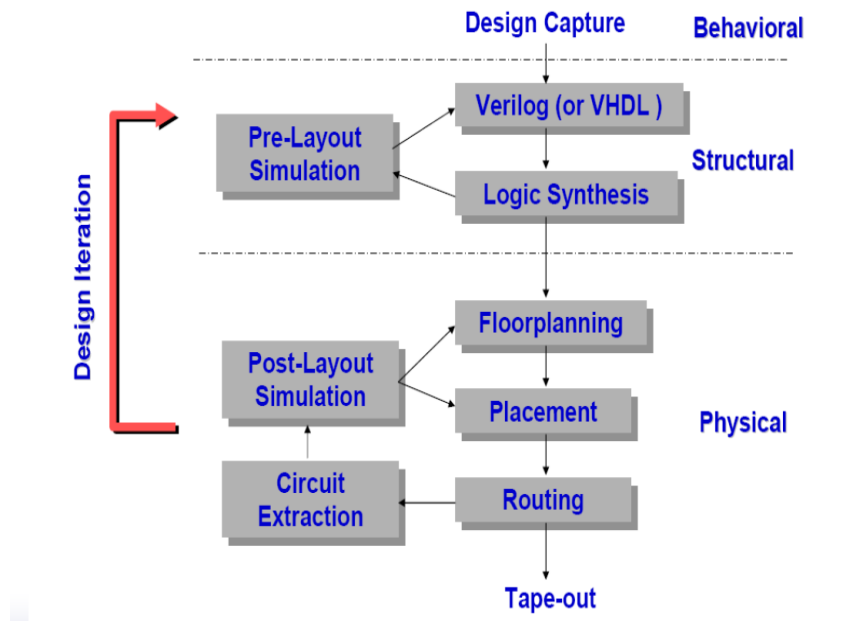 Design Capture
Behavioral
Verilog (or VHDL )
Pre-Layout
Simulation
Structural
Logic Synthesis
Design Iteration
Floorplanning
Post-Layout
Simulation
Placement
Physical
Circuit
Extraction
Routing
Tape-out